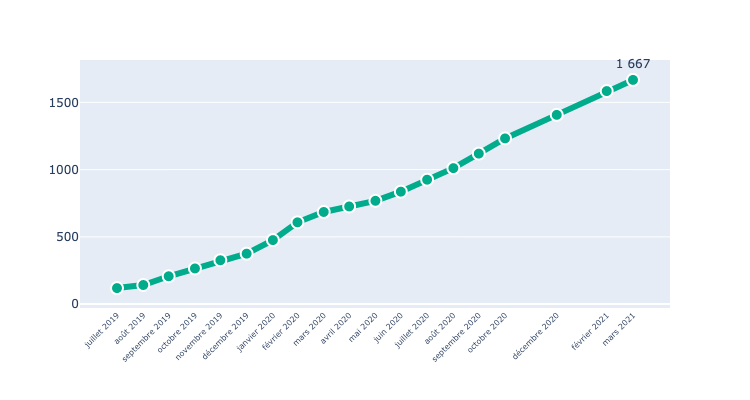 1 667
1500
1000
500
0
juillet 2019
août 2019
septembre 2019
octobre 2019
novembre 2019
décembre 2019
janvier 2020
février 2020
mars 2020
avril 2020
mai 2020
juin 2020
juillet 2020
août 2020
septembre 2020
octobre 2020
décembre 2020
février 2021
mars 2021